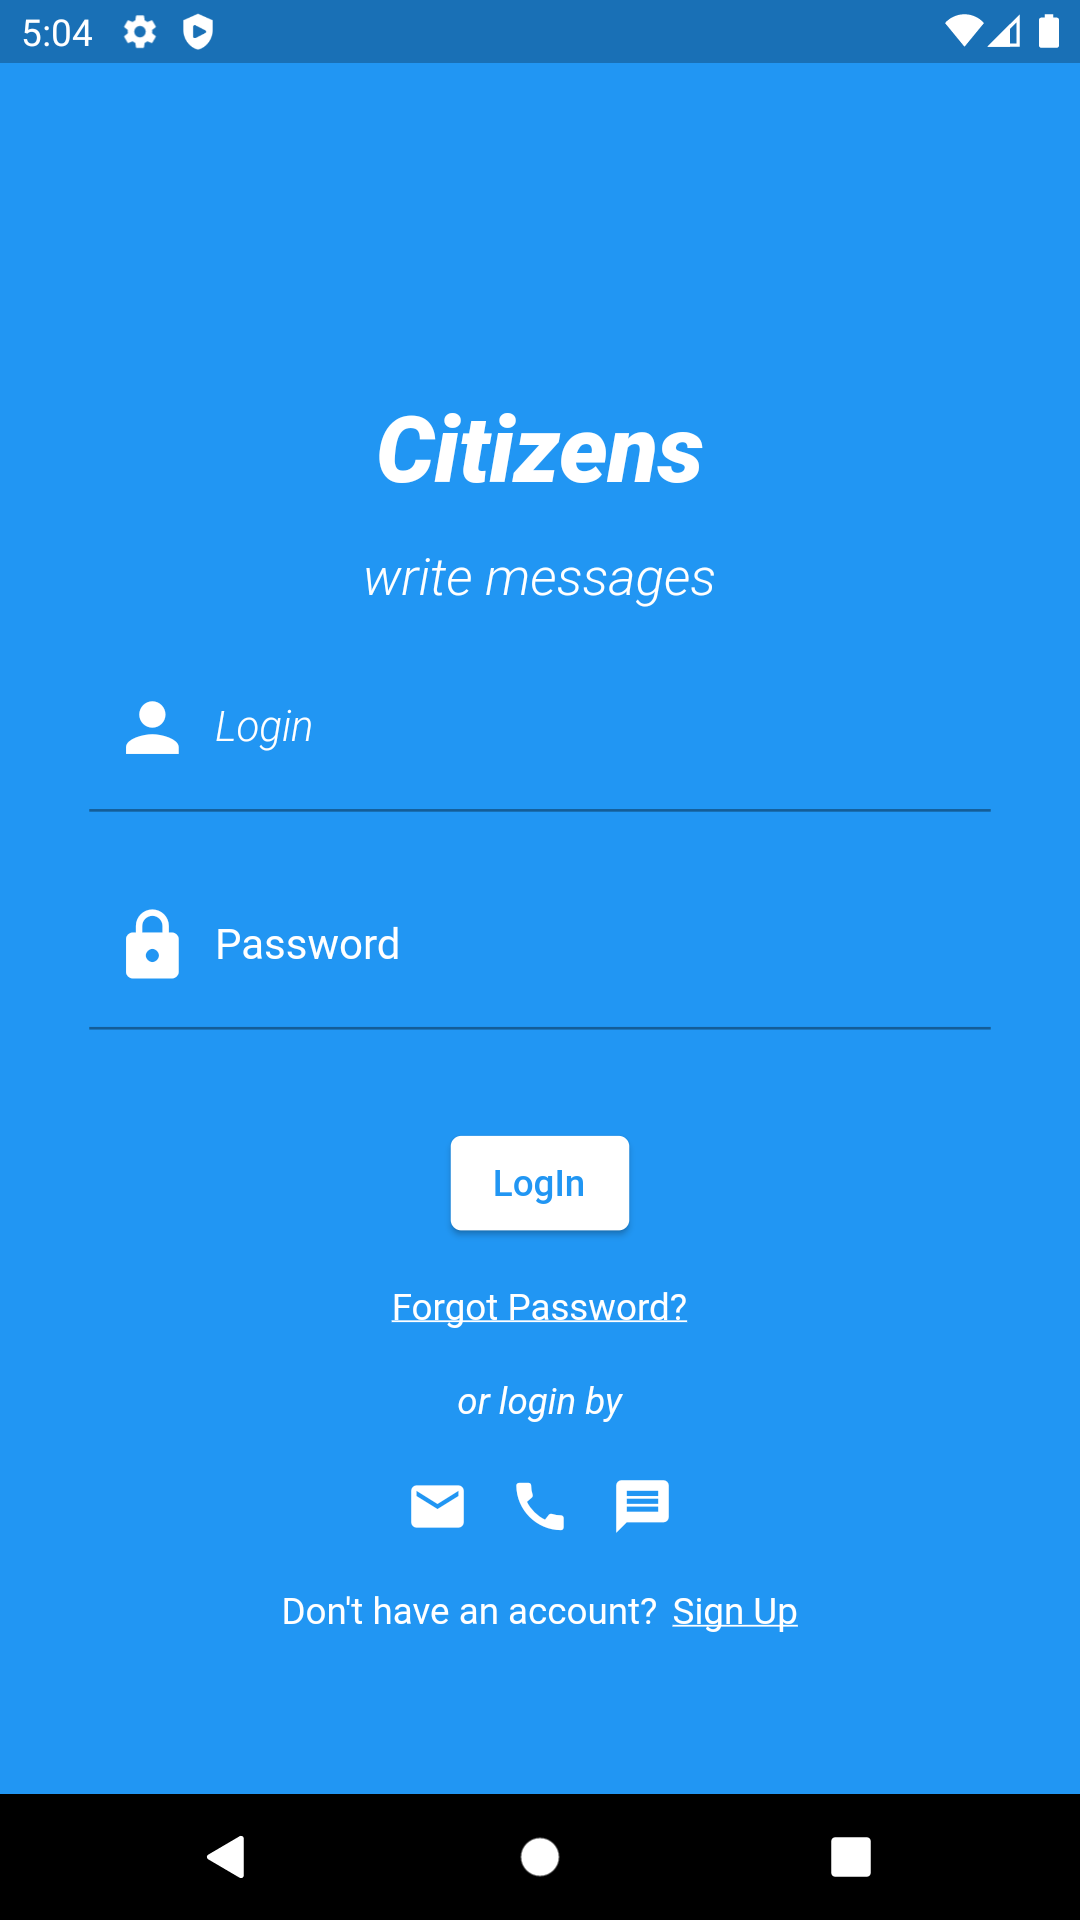 5:04
Citizens
write messages
Login
Password
LogIn
Forgot Password?
or login by
Don't have an account? Sign Up